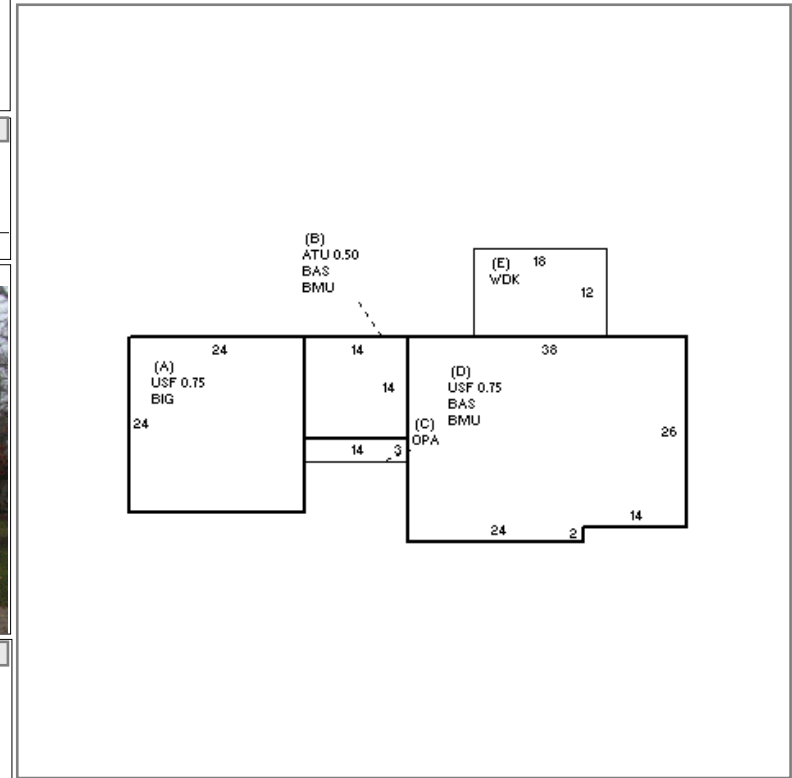 (B)
ATU 0.50
BAS
BMU
(E)
WDK
18
12
24
14
38
(A)
USF 0.75
BIG
24
14
(D)
USF 0.75
BAS
BMU
(C)
OPA
26
14
3
24
2
14